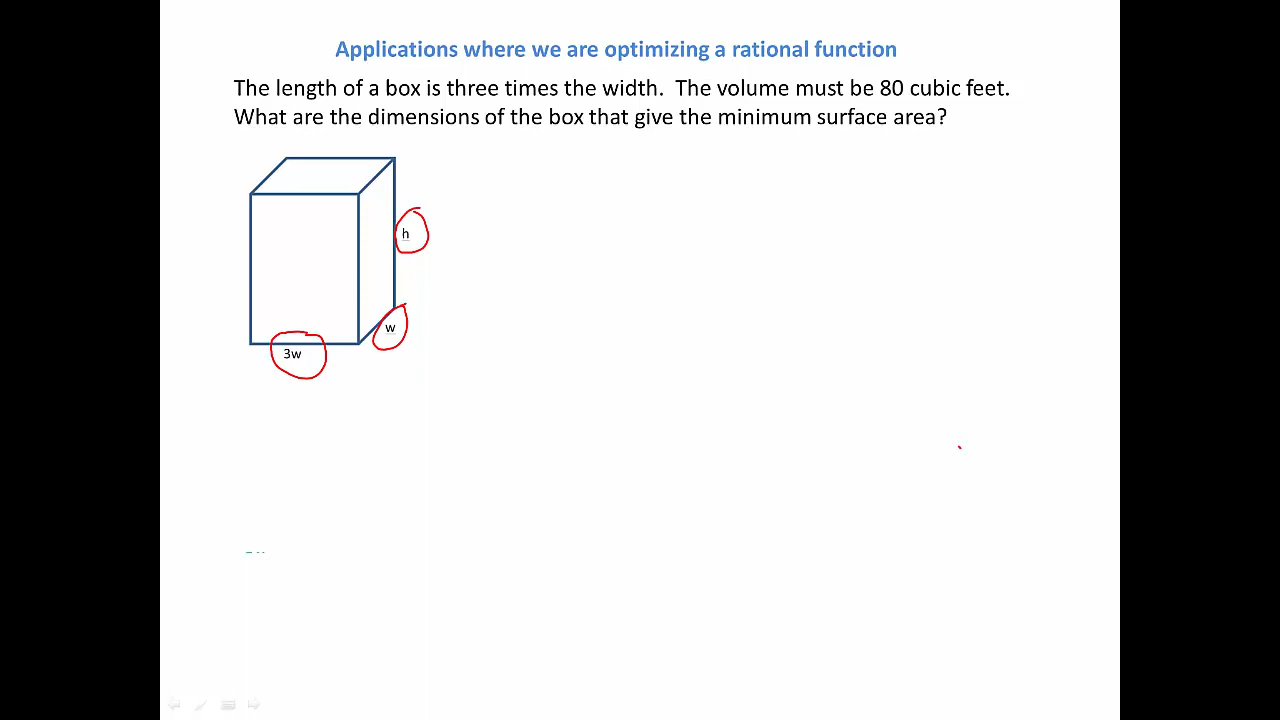 Applications where we are optimizing a rational function
The length of a box is three times the width. The volume must be 80 cubic feet.
What are the dimensions of the box that give the minimum surface area?
h
w
3w